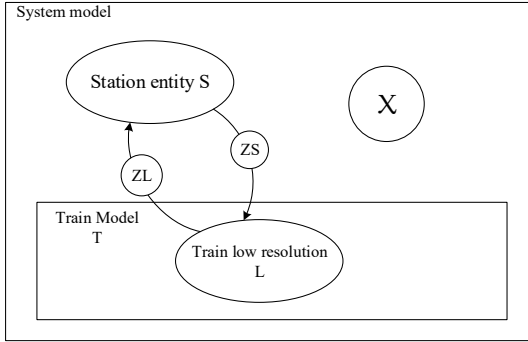 System model
Station entity S
χ
ZS
ZL
Train Model
T
Train low resolution
L